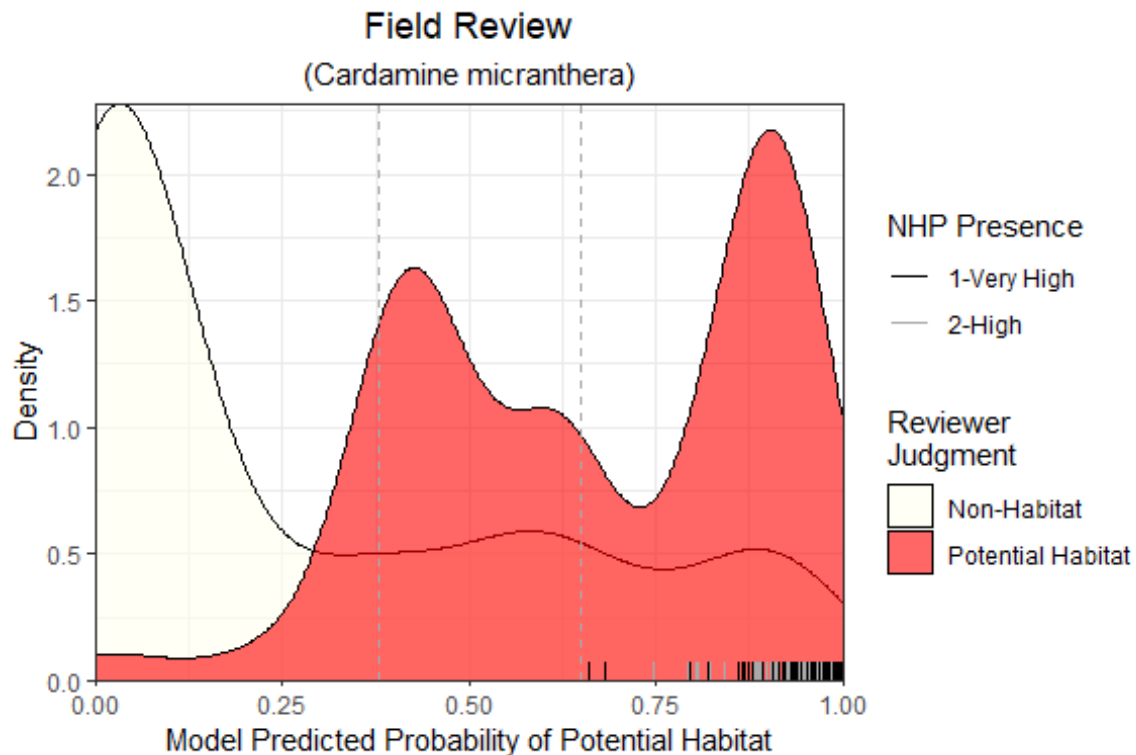 Field Review
(Cardamine micranthera)
Density
2.0
1.5
1.0
0.5
0.0
0.00
0.25
0.50
0.75
1.00
Model Predicted Probability of Potential Habitat
NHP Presence
1-Very High
2-High
Reviewer
Judgment
Non-Habitat
Potential Habitat